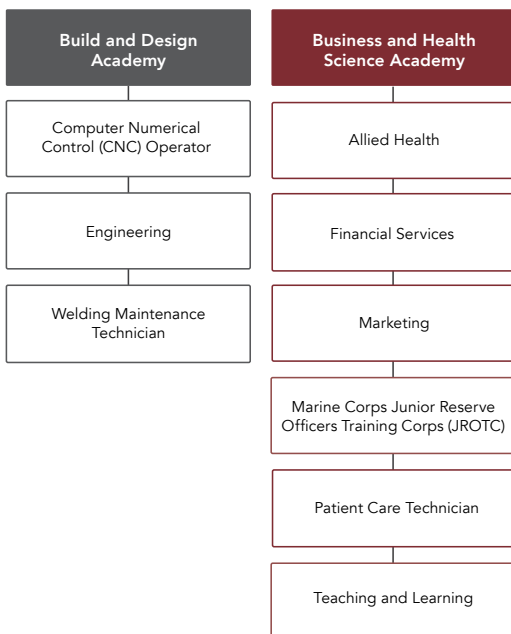 Build and Design
Academy
Computer Numerical
Control (CNC) Operator
Engineering
Welding Maintenance
Technician
Business and Health
Science Academy
Allied Health
Financial Services
Marketing
Marine Corps Junior Reserve
Officers Training Corps (JROTC)
Patient Care Technician
Teaching and Learning